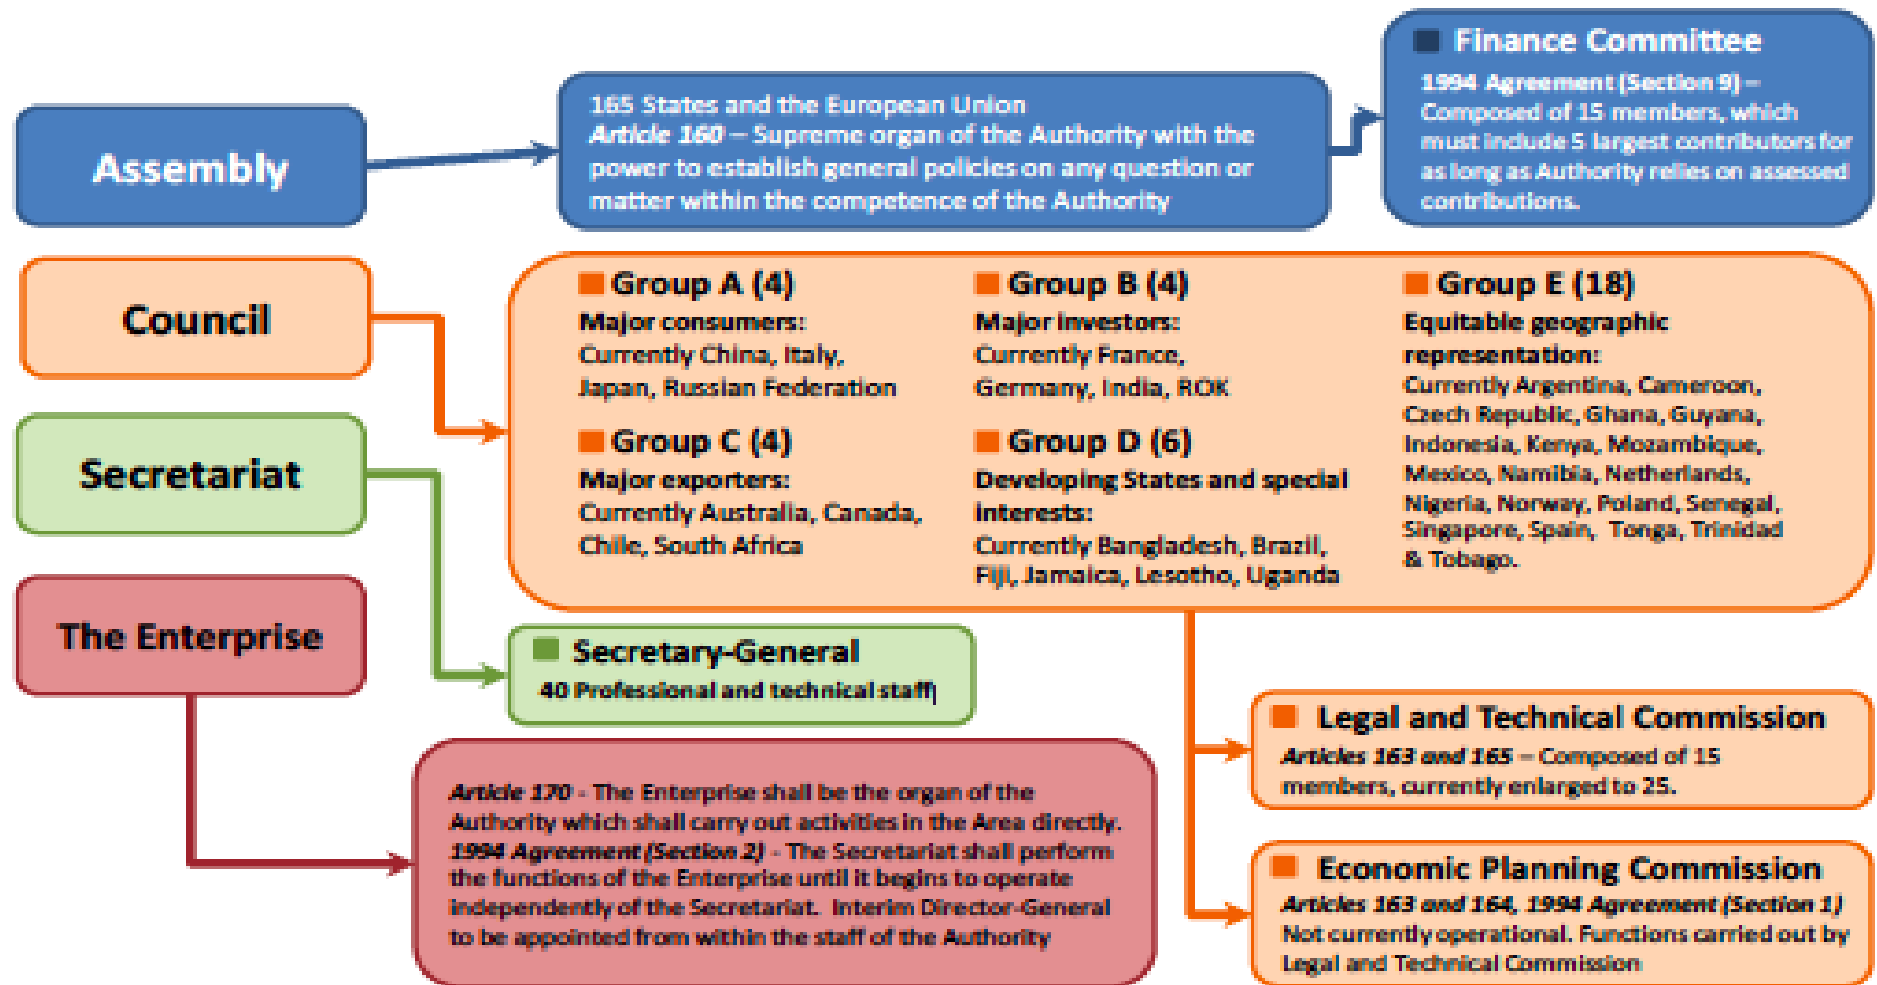 Assembly
165 States and the European Union
Article 160 – Supreme organ of the Authority with the
power to establish general policies on any question or
matter within the competence of the Authority
Finance Committee
1994 Agreement (Section 9) –
Composed of 15 members, which
must include 5 largest contributors for
as long as Authority relies on assessed
contributions.
Council
Group A (4)
Major consumers:
Currently China, Italy,
Japan, Russian Federation
Group B (4)
Major investors:
Currently France,
Germany, India, ROK
Group C (4)
Major exporters:
Currently Australia, Canada,
Chile, South Africa
Group D (6)
Developing States and special
interests:
Currently Bangladesh, Brazil,
Fiji, Jamaica, Lesotho, Uganda
Group E (18)
Equitable geographic
representation:
Currently Argentina, Cameroon,
Czech Republic, Ghana, Guyana,
Indonesia, Kenya, Mozambique,
Mexico, Namibia, Netherlands,
Nigeria, Norway, Poland, Senegal,
Singapore, Spain, Tonga, Trinidad
& Tobago.
Secretariat
Secretary-General
40 Professional and technical staff
The Enterprise
Article 170 - The Enterprise shall be the organ of the
Authority which shall carry out activities in the Area directly.
1994 Agreement (Section 2) - The Secretariat shall perform
the functions of the Enterprise until it begins to operate
independently of the Secretariat. Interim Director-General
to be appointed from within the staff of the Authority
Legal and Technical Commission
Articles 163 and 165 – Composed of 15
members, currently enlarged to 25.
Economic Planning Commission
Articles 163 and 164, 1994 Agreement (Section 1)
Not currently operational. Functions carried out by
Legal and Technical Commission